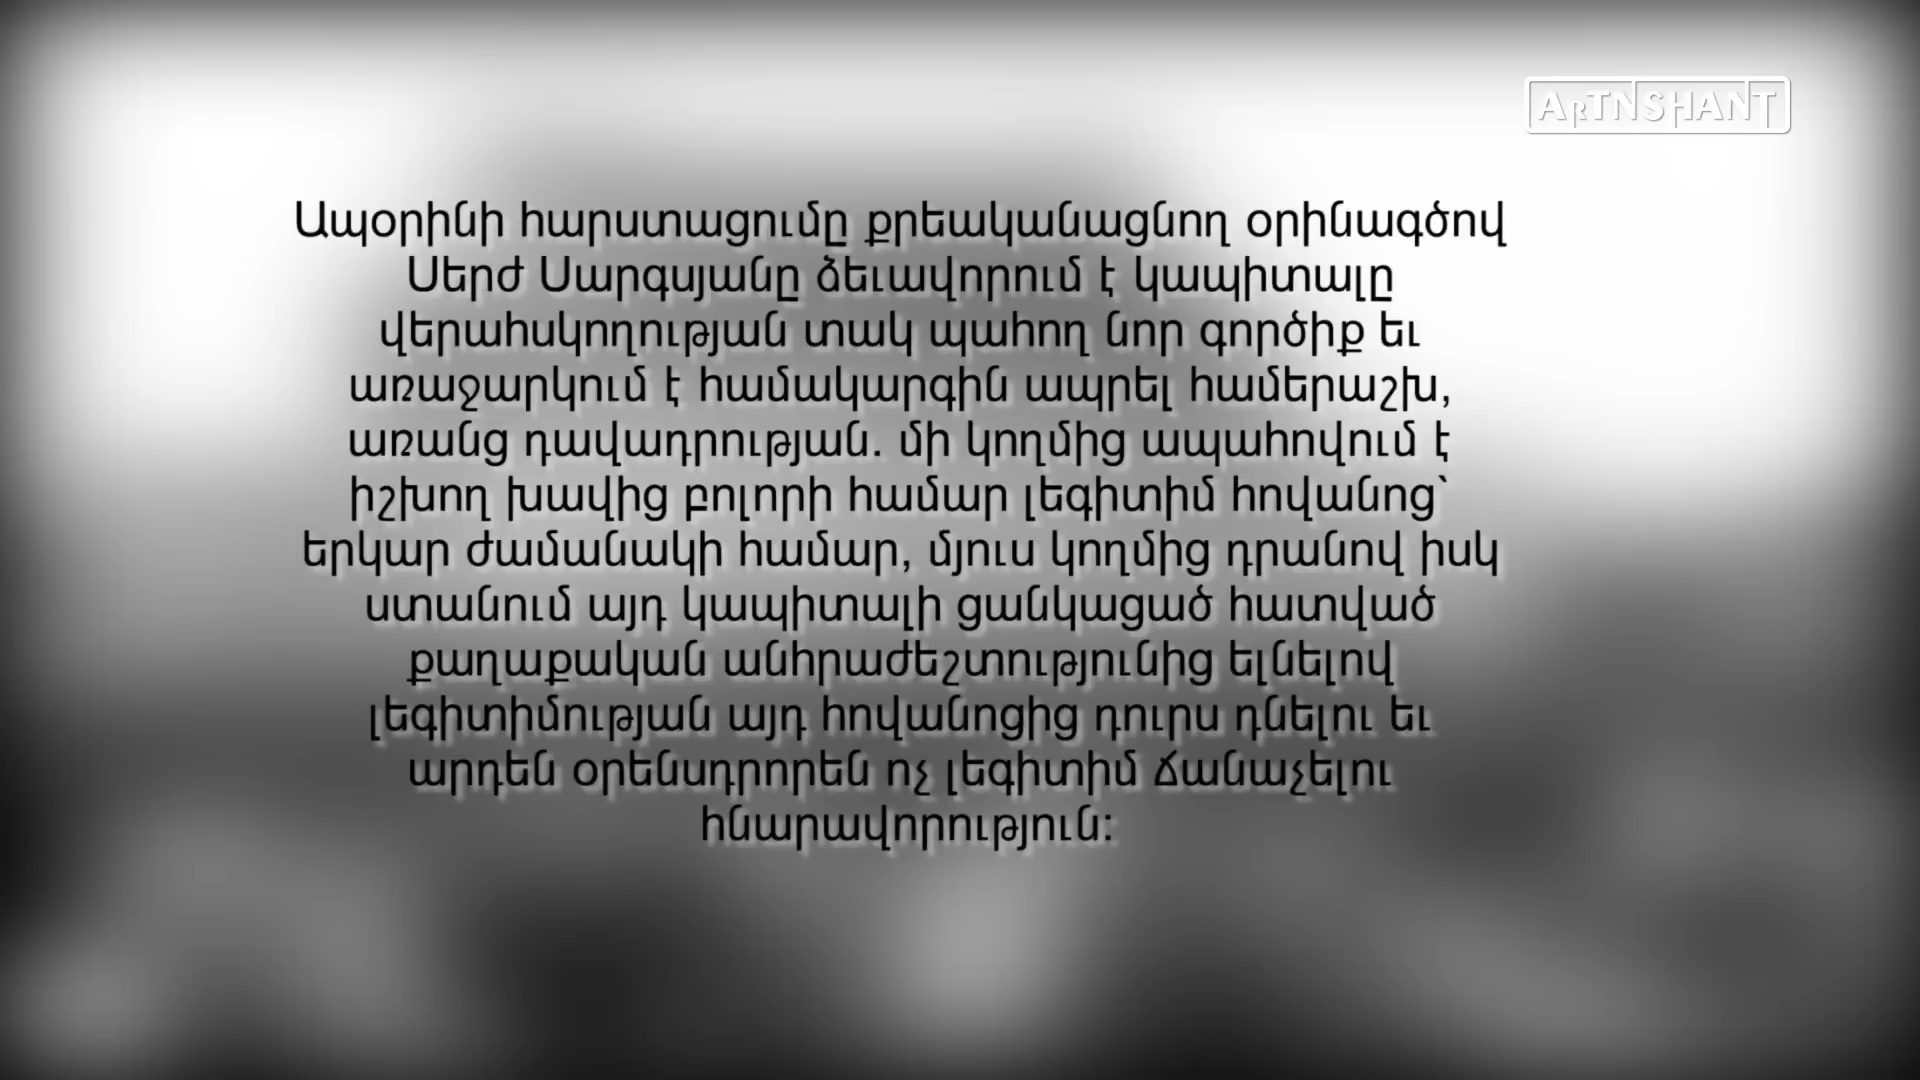 ARTNSHANT
Ապօրինի հարստացումը քրեականացնող օրինագծով
Սերժ Սարգսյանը ձեւավորում է կապիտալը
վերահսկողության տակ պահող նոր գործիք եւ
առաջարկում է համակարգին ապրել համերաշխ,
առանց դավադրության. մի կողմից ապահովում է
իշխող խավից բոլորի համար լեգիտիմ հովանոց՝
երկար ժամանակի համար, մյուս կողմից դրանով իսկ
ստանում այդ կապիտալի ցանկացած հատված
քաղաքական անհրաժեշտությունից ելնելով
լեգիտիմության այդ հովանոցից դուրս դնելու եւ
արդեն օրենսդրորեն ոչ լեգիտիմ ճանաչելու
հնարավորություն: